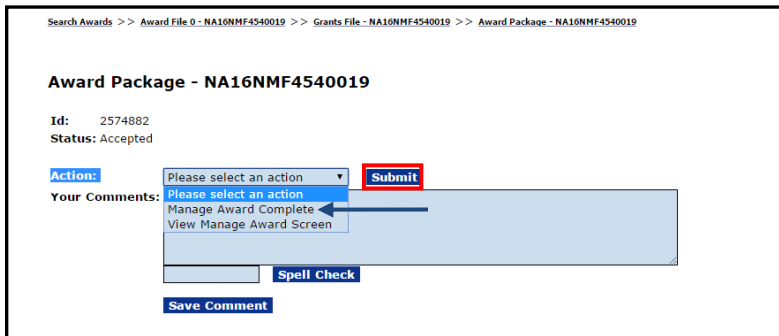 Search Awards >> Award File 0 - NA16NMF4540019 >> Grants File - NA16NMF4540019 >> Award Package - NA16NMF4540019
Award Package - NA16NMF4540019
Id: 2574882
Status: Accepted
Action: Please select an action Submit
Your Comments: Please select an action
Manage Award Complete
View Manage Award Screen
Spell Check
Save Comment